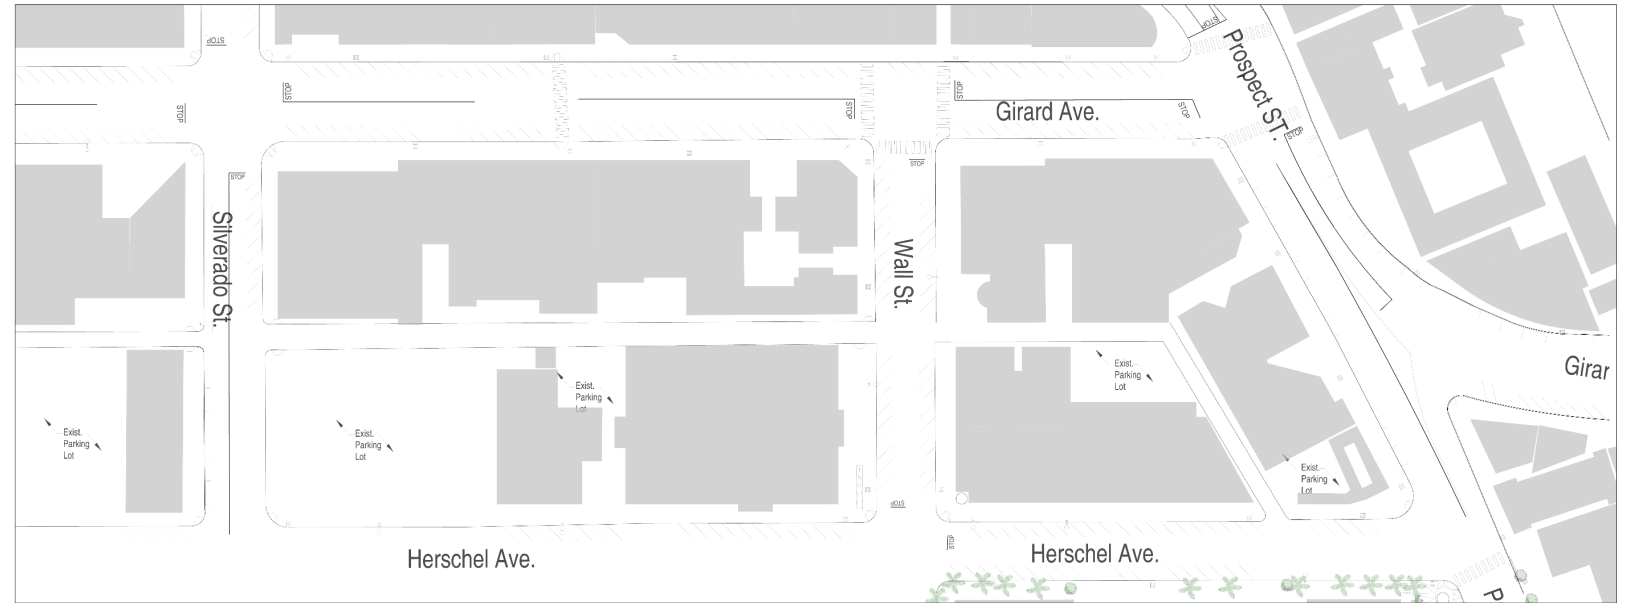 STOP
STOP
Prospect ST.
STOP
STOP
STOP
STOP
STOP
Girard Ave.
STOP
STOP
STOP
Silverado St.
Wall St.
Exist.
Parking
Lot
Exist.
Parking
Lot
Exist.
Parking
Lot
Exist.
Parking
Lot
Exist.
Parking
Lot
Girar
STOP
STOP
Herschel Ave.
Herschel Ave.
P